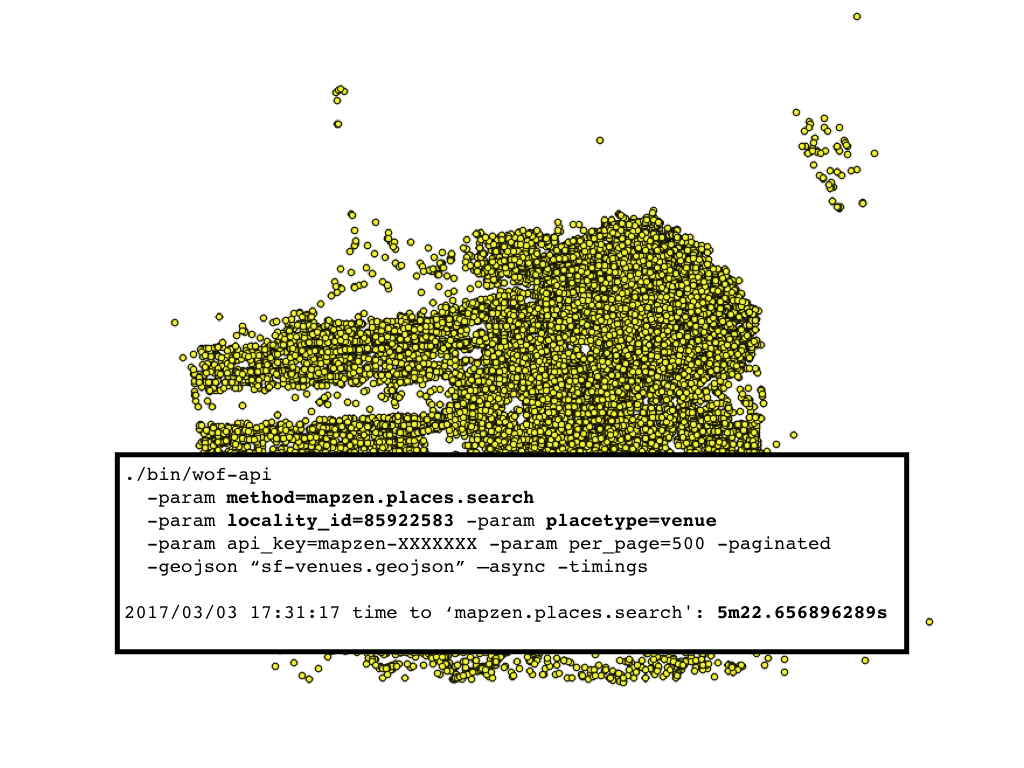 ./bin/wof-api
-param method=mapzen.places.search
-param locality_id=85922583 -param placetype=venue
-param api_key=mapzen-XXXXXXX -param per_page=500 -paginated
-geojson “sf-venues.geojson” —async -timings
2017/03/03 17:31:17 time to ‘mapzen.places.search': 5m22.656896289s